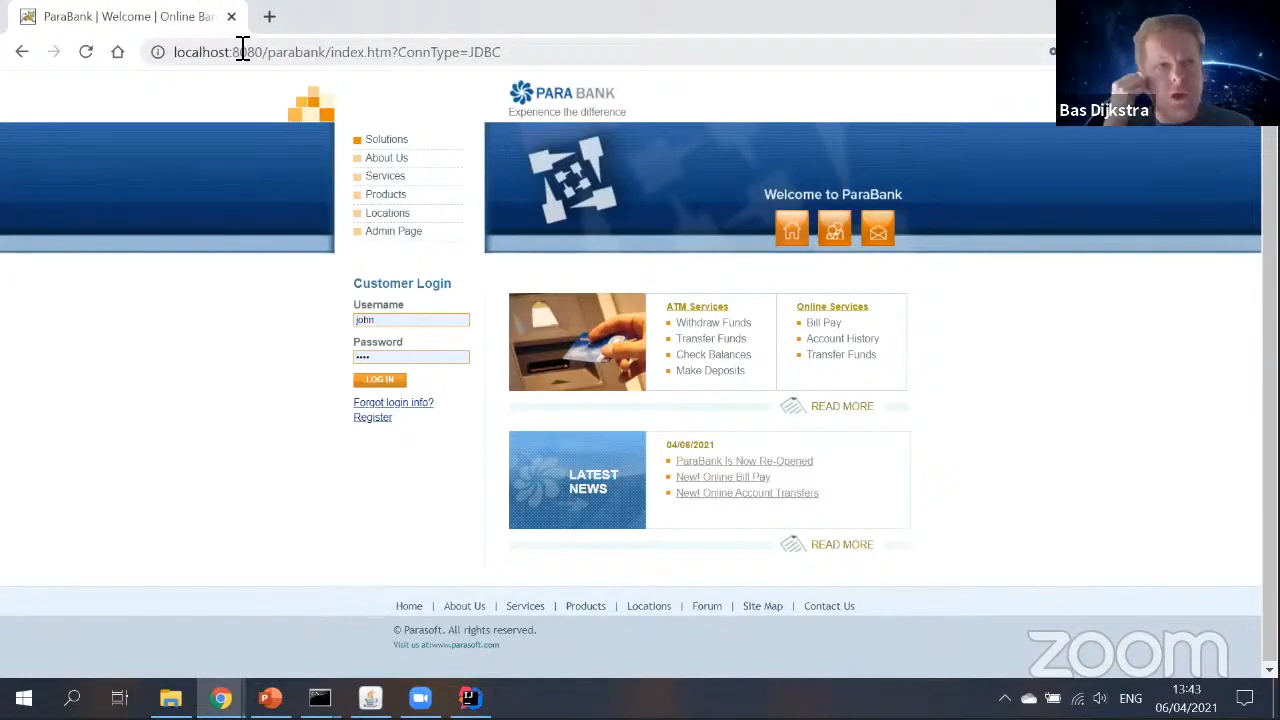 ParaBank | Welcome | Online Ba
localhost:8080/parabank/index.htm?ConnType=JDBC
Bas Dijkstra
PARA BANK
Experience the difference
Solutions
About Us
Services
Products
Locations
Admin Page
Welcome to ParaBank
Customer Login
Username
john
Password
••••
LOG IN
Forgot login info?
Register
ATM Services
Withdraw Funds
Transfer Funds
Check Balances
Make Deposits
Online Services
Bill Pay
Account History
Transfer Funds
READ MORE
LATEST
NEWS
04/06/2021
ParaBank Is Now Re-Opened
New! Online Bill Pay
New! Online Account Transfers
READ MORE
Home | About Us | Services | Products | Locations | Forum | Site Map | Contact Us
© Parasoft. All rights reserved.
Visit us at:www.parasoft.com
zoom
ENG
13:43
06/04/2021